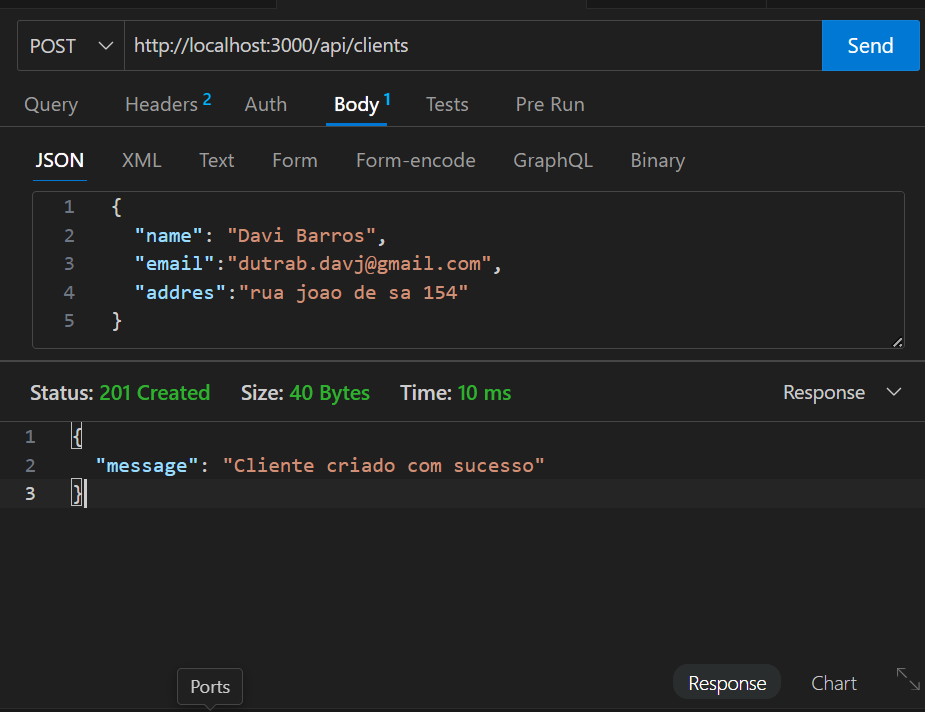 POST http://localhost:3000/api/clients Send
Query Headers 2 Auth Body 1 Tests Pre Run
JSON XML Text Form Form-encode GraphQL Binary
1 {
2 "name": "Davi Barros",
3 "email":"dutrab.davj@gmail.com",
4 "addres":"rua joao de sa 154"
5 }
Status: 201 Created Size: 40 Bytes Time: 10 ms Response
1 {
2 "message": "Cliente criado com sucesso"
3 }
Ports
Response Chart